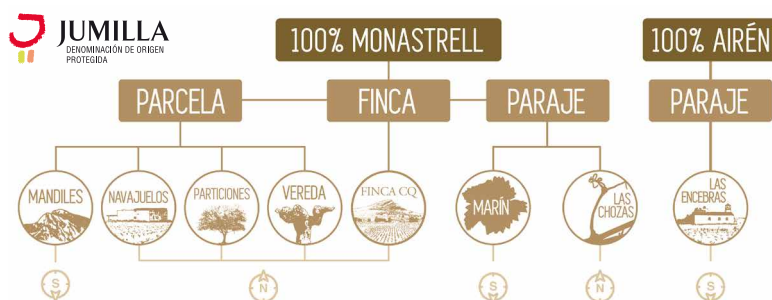 JUMILLA
DENOMINACIÓN DE ORIGEN
PROTEGIDA
100% MONASTRELL
100% AIRÉN
PARCELA
FINCA
PARAJE
PARAJE
MANDILES
NAVAJUELOS
PARTICIONES
VEREDA
FINCA CQ
MARÍN
LAS
CHOZAS
LAS
ENCEBRAS
S
N
S
N
S